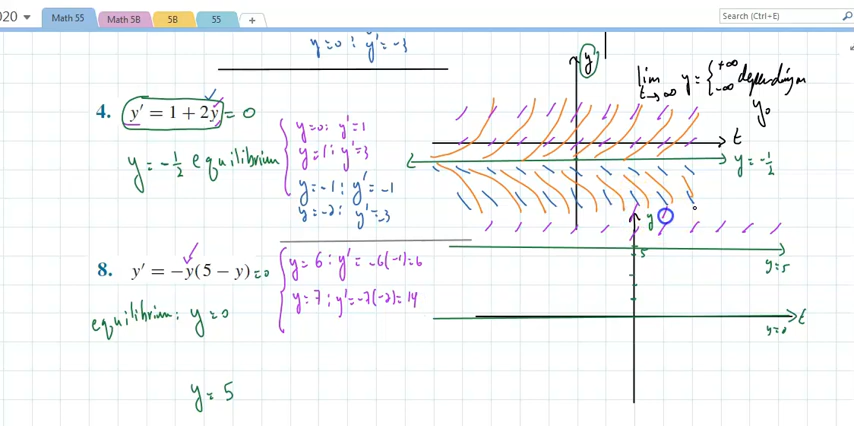 020
Math 55
Math 5B
5B
55
+
Search (Ctrl+E)
y=0 : y'=-3
4. y' = 1 + 2y = 0
y = -1/2 equilibrium
y=0: y'=1
y=1: y'=3
y=-1: y'=-1
y=-2: y'=-3
y'
lim t→∞ y = { +∞ -∞ depending on y₀
t
y=-1/2
8. y' = −y(5 − y)=0
equilibrium: y=0
y = 5
y=6 : y'= -6(-1)=6
y=7 : y'=-7(-2)=14
y
5
y=5
t
y=0